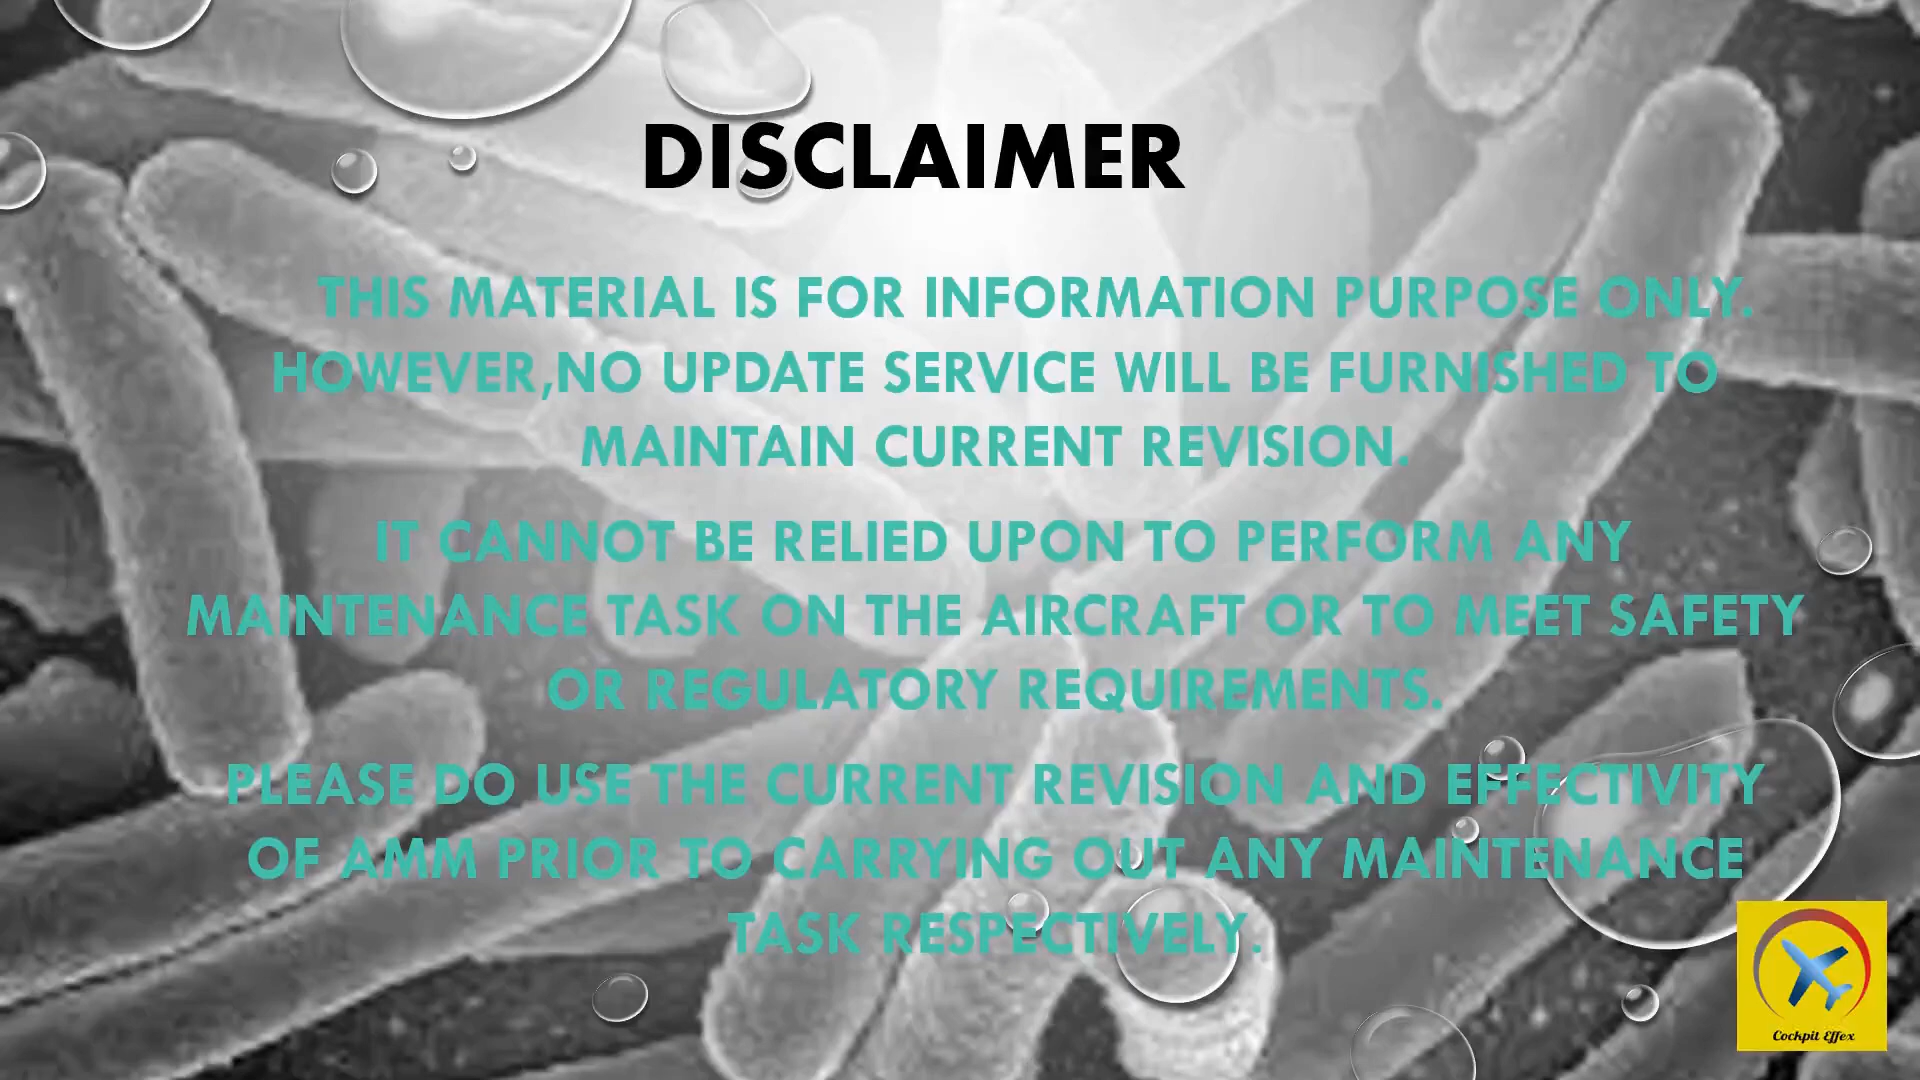 DISCLAIMER
THIS MATERIAL IS FOR INFORMATION PURPOSE ONLY.
HOWEVER,NO UPDATE SERVICE WILL BE FURNISHED TO
MAINTAIN CURRENT REVISION.
IT CANNOT BE RELIED UPON TO PERFORM ANY
MAINTENANCE TASK ON THE AIRCRAFT OR TO MEET SAFETY
OR REGULATORY REQUIREMENTS.
PLEASE DO USE THE CURRENT REVISION AND EFFECTIVITY
OF AMM PRIOR TO CARRYING OUT ANY MAINTENANCE
TASK RESPECTIVELY.
Cockpit Effex